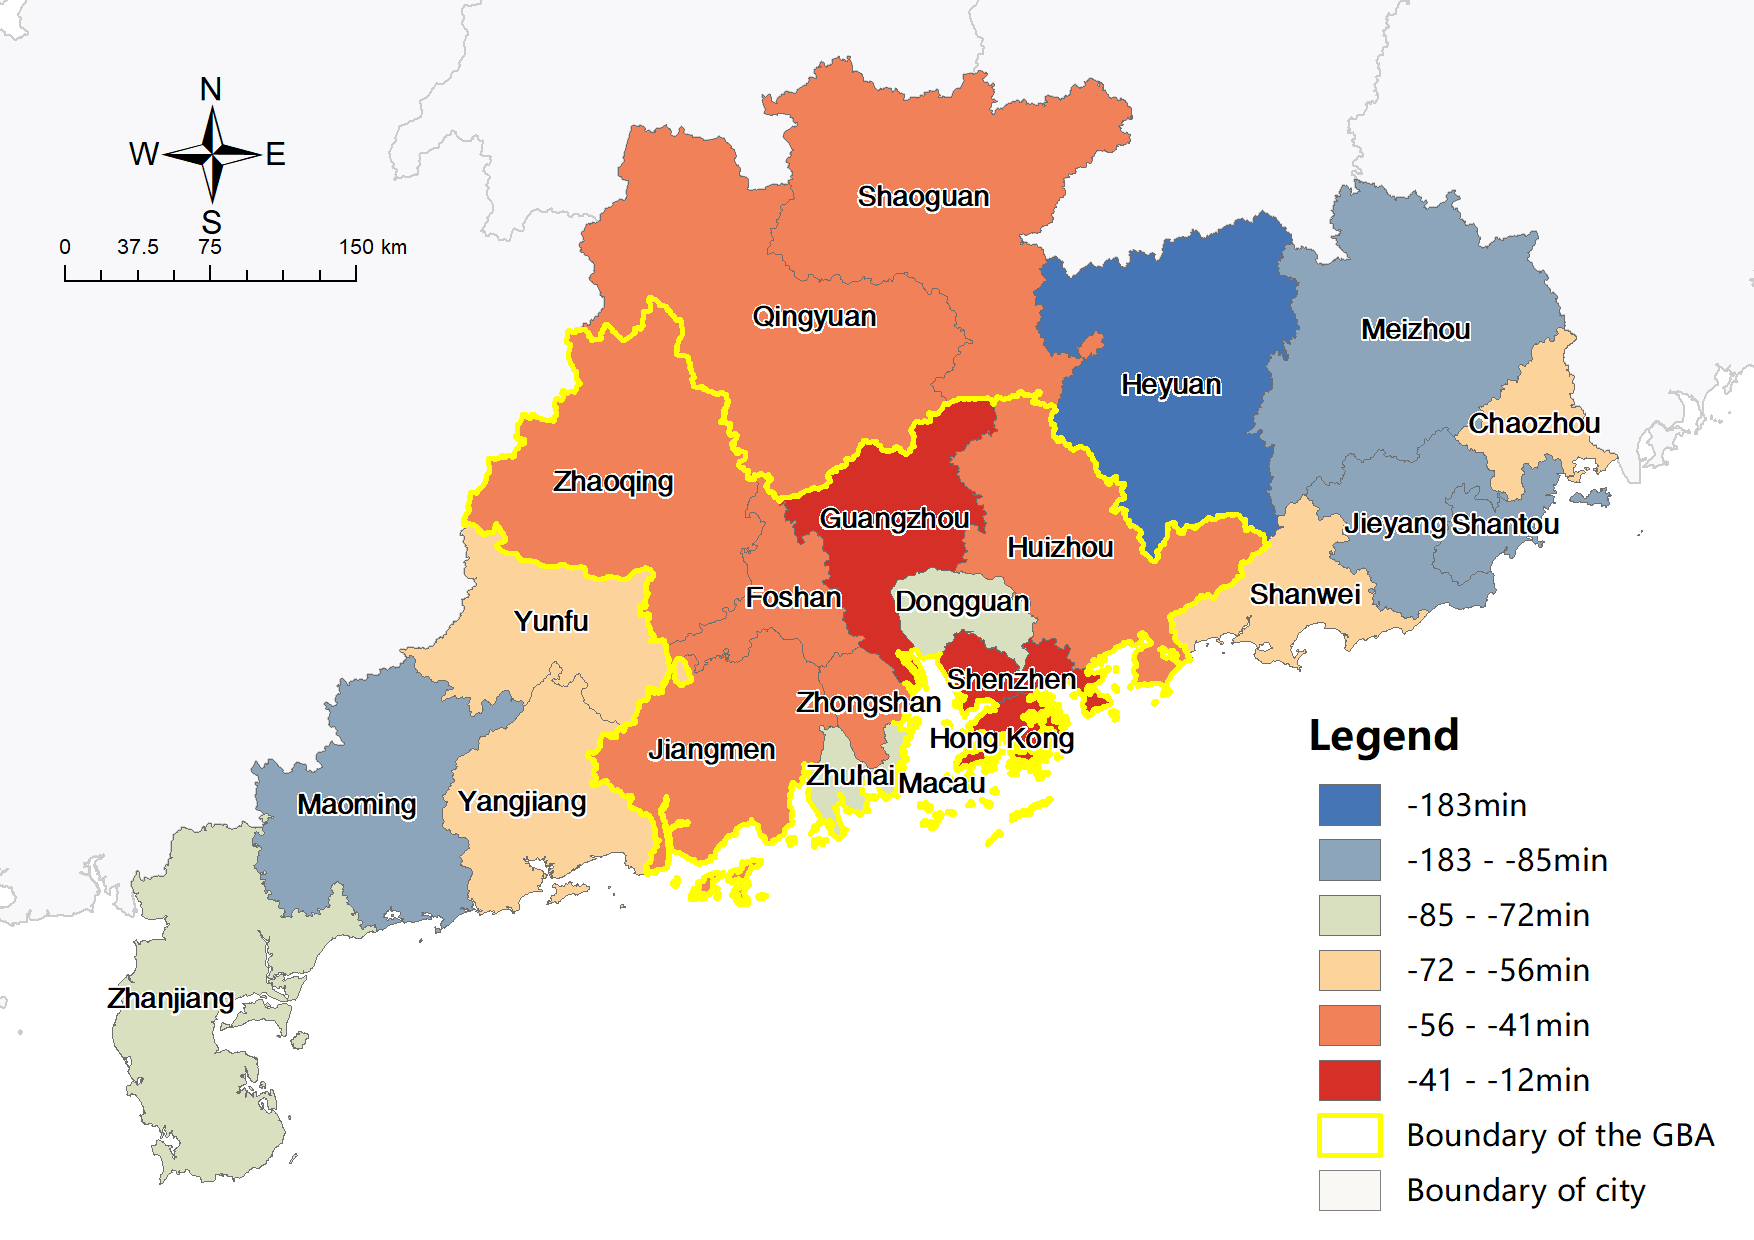 N
W E
S
0 37.5 75 150 km
Shaoguan
Qingyuan
Meizhou
Heyuan
Chaozhou
Zhaoqing
Guangzhou
Jieyang Shantou
Huizhou
Foshan
Dongguan
Shanwei
Yunfu
Shenzhen
Zhongshan
Hong Kong
Jiangmen
Zhuhai
Macau
Maoming
Yangjiang
Zhanjiang
Legend
-183min
-183 - -85min
-85 - -72min
-72 - -56min
-56 - -41min
-41 - -12min
Boundary of the GBA
Boundary of city